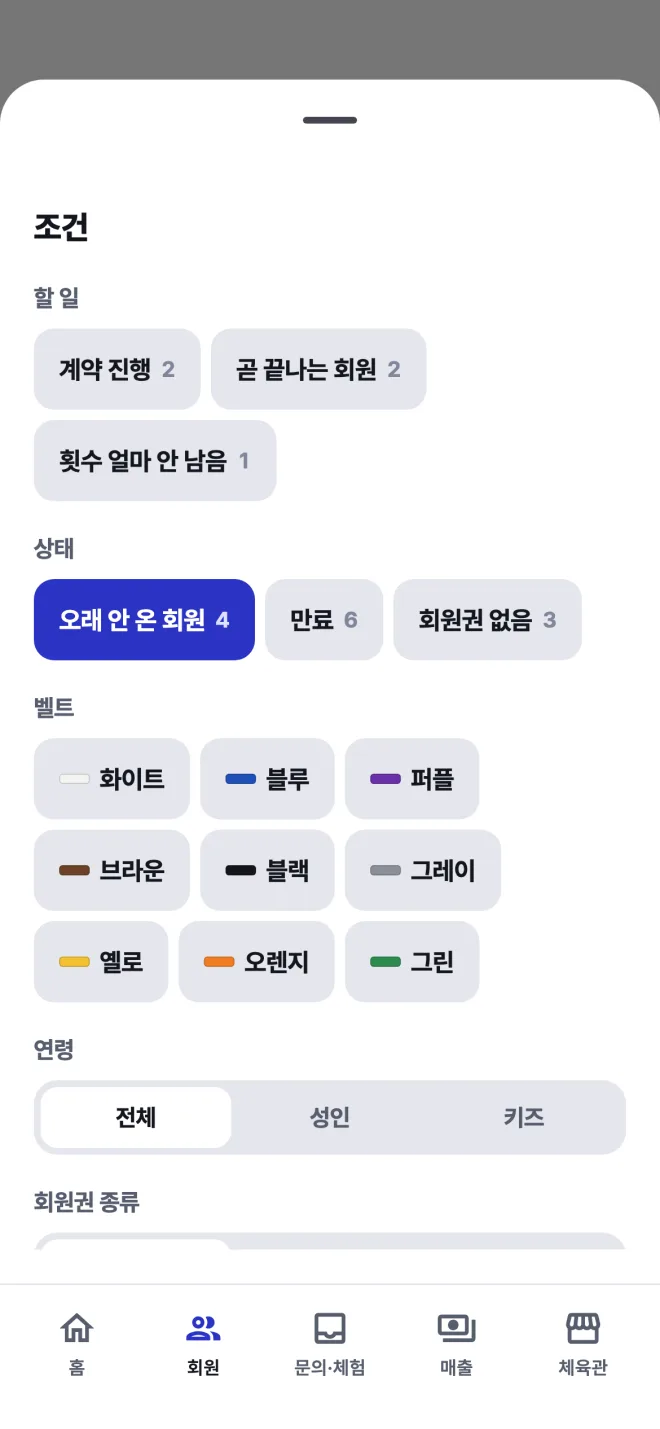 조건
할 일
계약 진행 2 곧 끝나는 회원 2
횟수 얼마 안 남음 1
상태
오래 안 온 회원 4 만료 6 회원권 없음 3
벨트
화이트 블루 퍼플
브라운 블랙 그레이
옐로 오렌지 그린
연령
전체 성인 키즈
회원권 종류
홈 회원 문의·체험 매출 체육관